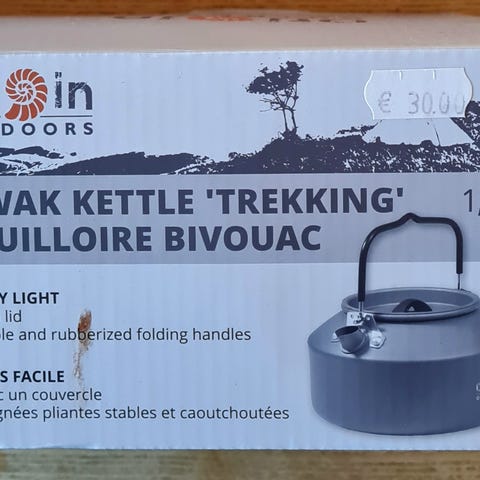 in
DOORS
€ 30.00
WAK KETTLE 'TREKKING' 1,
UILLOIRE BIVOUAC
Y LIGHT
lid
le and rubberized folding handles
S FACILE
c un couvercle
gnées pliantes stables et caoutchoutées